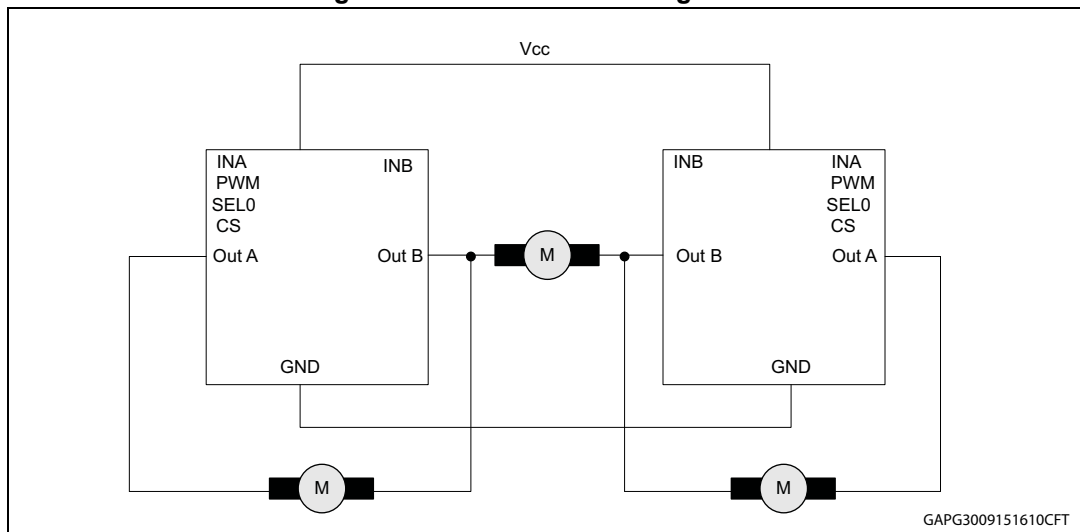 Vcc
INA
PWM
SEL0
CS
Out A
INB
Out B
GND
INB
Out B
INA
PWM
SEL0
CS
Out A
GND
M
M
M
GAPG3009151610CFT